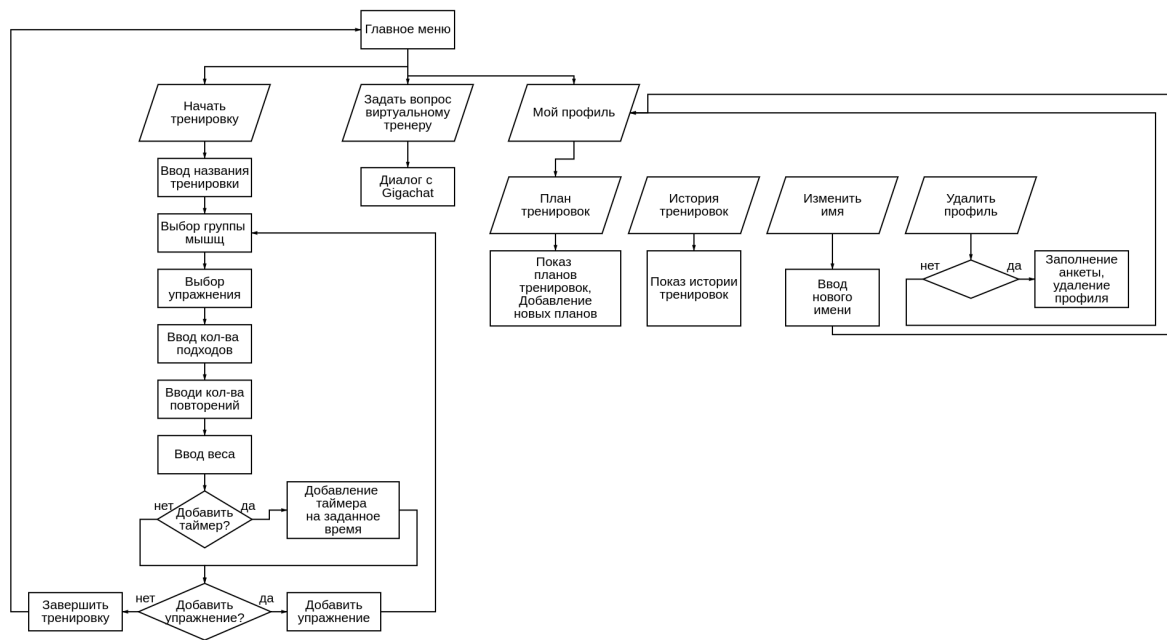 Главное меню
Начать
тренировку
Задать вопрос
виртуальному
тренеру
Мой профиль
Ввод названия
тренировки
Диалог с
Gigachat
План
тренировок
История
тренировок
Изменить
имя
Удалить
профиль
Выбор группы
мышщ
Показ
планов
тренировок,
Добавление
новых планов
Показ истории
тренировок
Ввод
нового
имени
нет
да
Заполнение
анкеты,
удаление
профиля
Выбор
упражнения
Ввод кол-ва
подходов
Вводи кол-ва
повторений
Ввод веса
нет
да
Добавить
таймер?
Добавление
таймера
на заданное
время
Завершить
тренировку
нет
Добавить
упражнение?
да
Добавить
упражнение